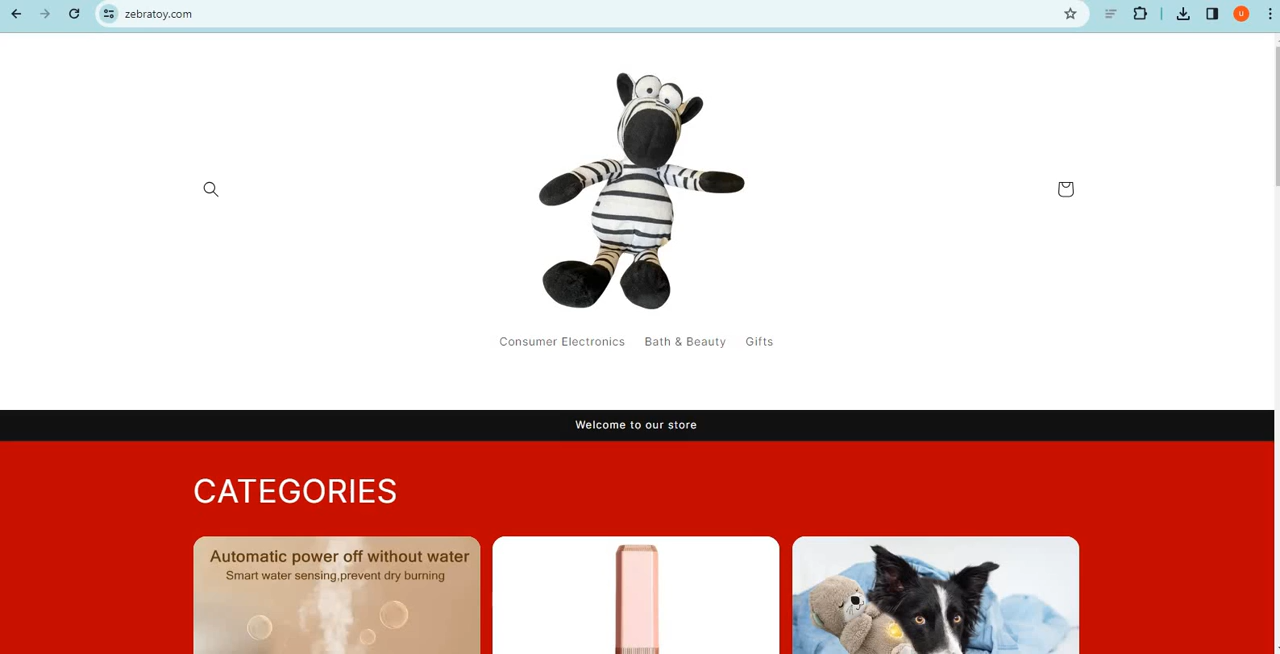 zebratoy.com
u
Consumer Electronics Bath & Beauty Gifts
Welcome to our store
CATEGORIES
Automatic power off without water
Smart water sensing,prevent dry burning